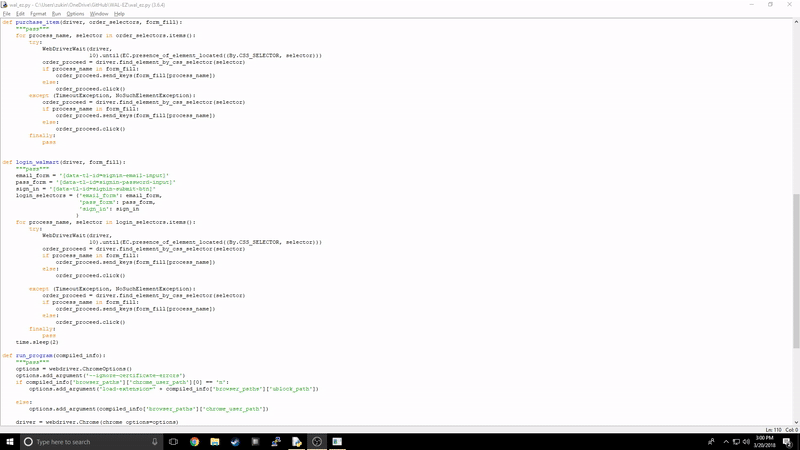 wal_ez.py - C:\Users\zubin\OneDrive\GitHub\WAL-EZ\wal_ez.py (3.6.4)
File Edit Format Run Options Window Help
def purchase_item(driver, order_selectors, form_fill):
"""pass"""
for process_name, selector in order_selectors.items():
try:
WebDriverWait(driver,
10).until(EC.presence_of_element_located((By.CSS_SELECTOR, selector)))
order_proceed = driver.find_element_by_css_selector(selector)
if process_name in form_fill:
order_proceed.send_keys(form_fill[process_name])
else:
order_proceed.click()
except (TimeoutException, NoSuchElementException):
order_proceed = driver.find_element_by_css_selector(selector)
if process_name in form_fill:
order_proceed.send_keys(form_fill[process_name])
else:
order_proceed.click()
finally:
pass
def login_walmart(driver, form_fill):
"""pass"""
email_form = '[data-tl-id=signin-email-input]'
pass_form = '[data-tl-id=signin-password-input]'
sign_in = '[data-tl-id=signin-submit-btn]'
login_selectors = {'email_form': email_form,
'pass_form': pass_form,
'sign_in': sign_in
}
for process_name, selector in login_selectors.items():
try:
WebDriverWait(driver,
10).until(EC.presence_of_element_located((By.CSS_SELECTOR, selector)))
order_proceed = driver.find_element_by_css_selector(selector)
if process_name in form_fill:
order_proceed.send_keys(form_fill[process_name])
else:
order_proceed.click()
except (TimeoutException, NoSuchElementException):
order_proceed = driver.find_element_by_css_selector(selector)
if process_name in form_fill:
order_proceed.send_keys(form_fill[process_name])
else:
order_proceed.click()
finally:
pass
time.sleep(2)
def run_program(compiled_info):
"""pass"""
options = webdriver.ChromeOptions()
options.add_argument('--ignore-certificate-errors')
if compiled_info['browser_paths']['chrome_user_path'][0] == 'n':
options.add_argument('load-extension=' + compiled_info['browser_paths']['ublock_path'])
else:
options.add_argument(compiled_info['browser_paths']['chrome_user_path'])
driver = webdriver.Chrome(chrome_options=options)
Ln: 110 Col: 0
Type here to search
3:00 PM
3/20/2018